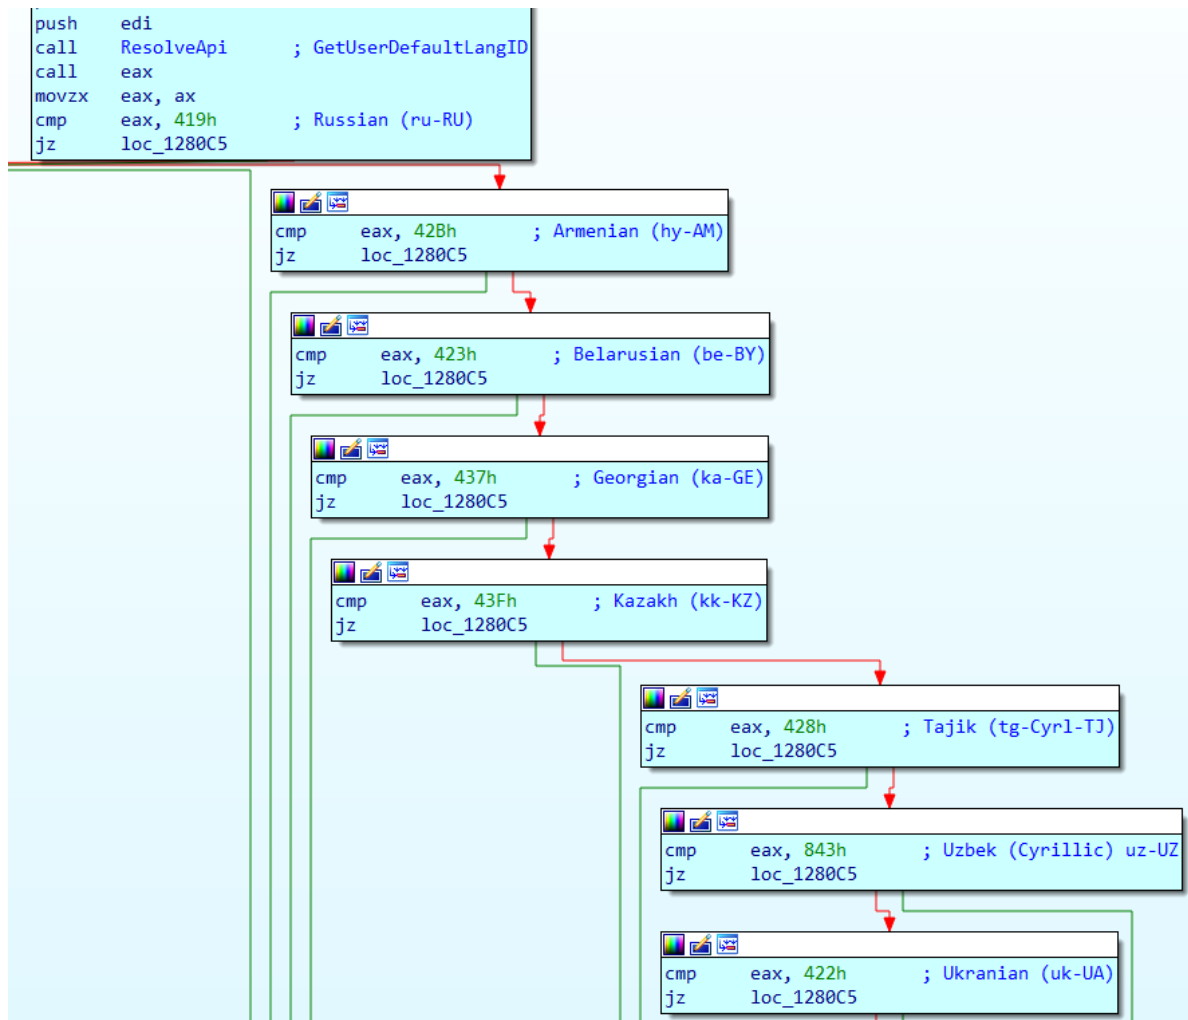 push edi
call ResolveApi ; GetUserDefaultLangID
call eax
movzx eax, ax
cmp eax, 419h ; Russian (ru-RU)
jz loc_1280C5
cmp eax, 42Bh ; Armenian (hy-AM)
jz loc_1280C5
cmp eax, 423h ; Belarusian (be-BY)
jz loc_1280C5
cmp eax, 437h ; Georgian (ka-GE)
jz loc_1280C5
cmp eax, 43Fh ; Kazakh (kk-KZ)
jz loc_1280C5
cmp eax, 428h ; Tajik (tg-Cyrl-TJ)
jz loc_1280C5
cmp eax, 843h ; Uzbek (Cyrillic) uz-UZ
jz loc_1280C5
cmp eax, 422h ; Ukranian (uk-UA)
jz loc_1280C5